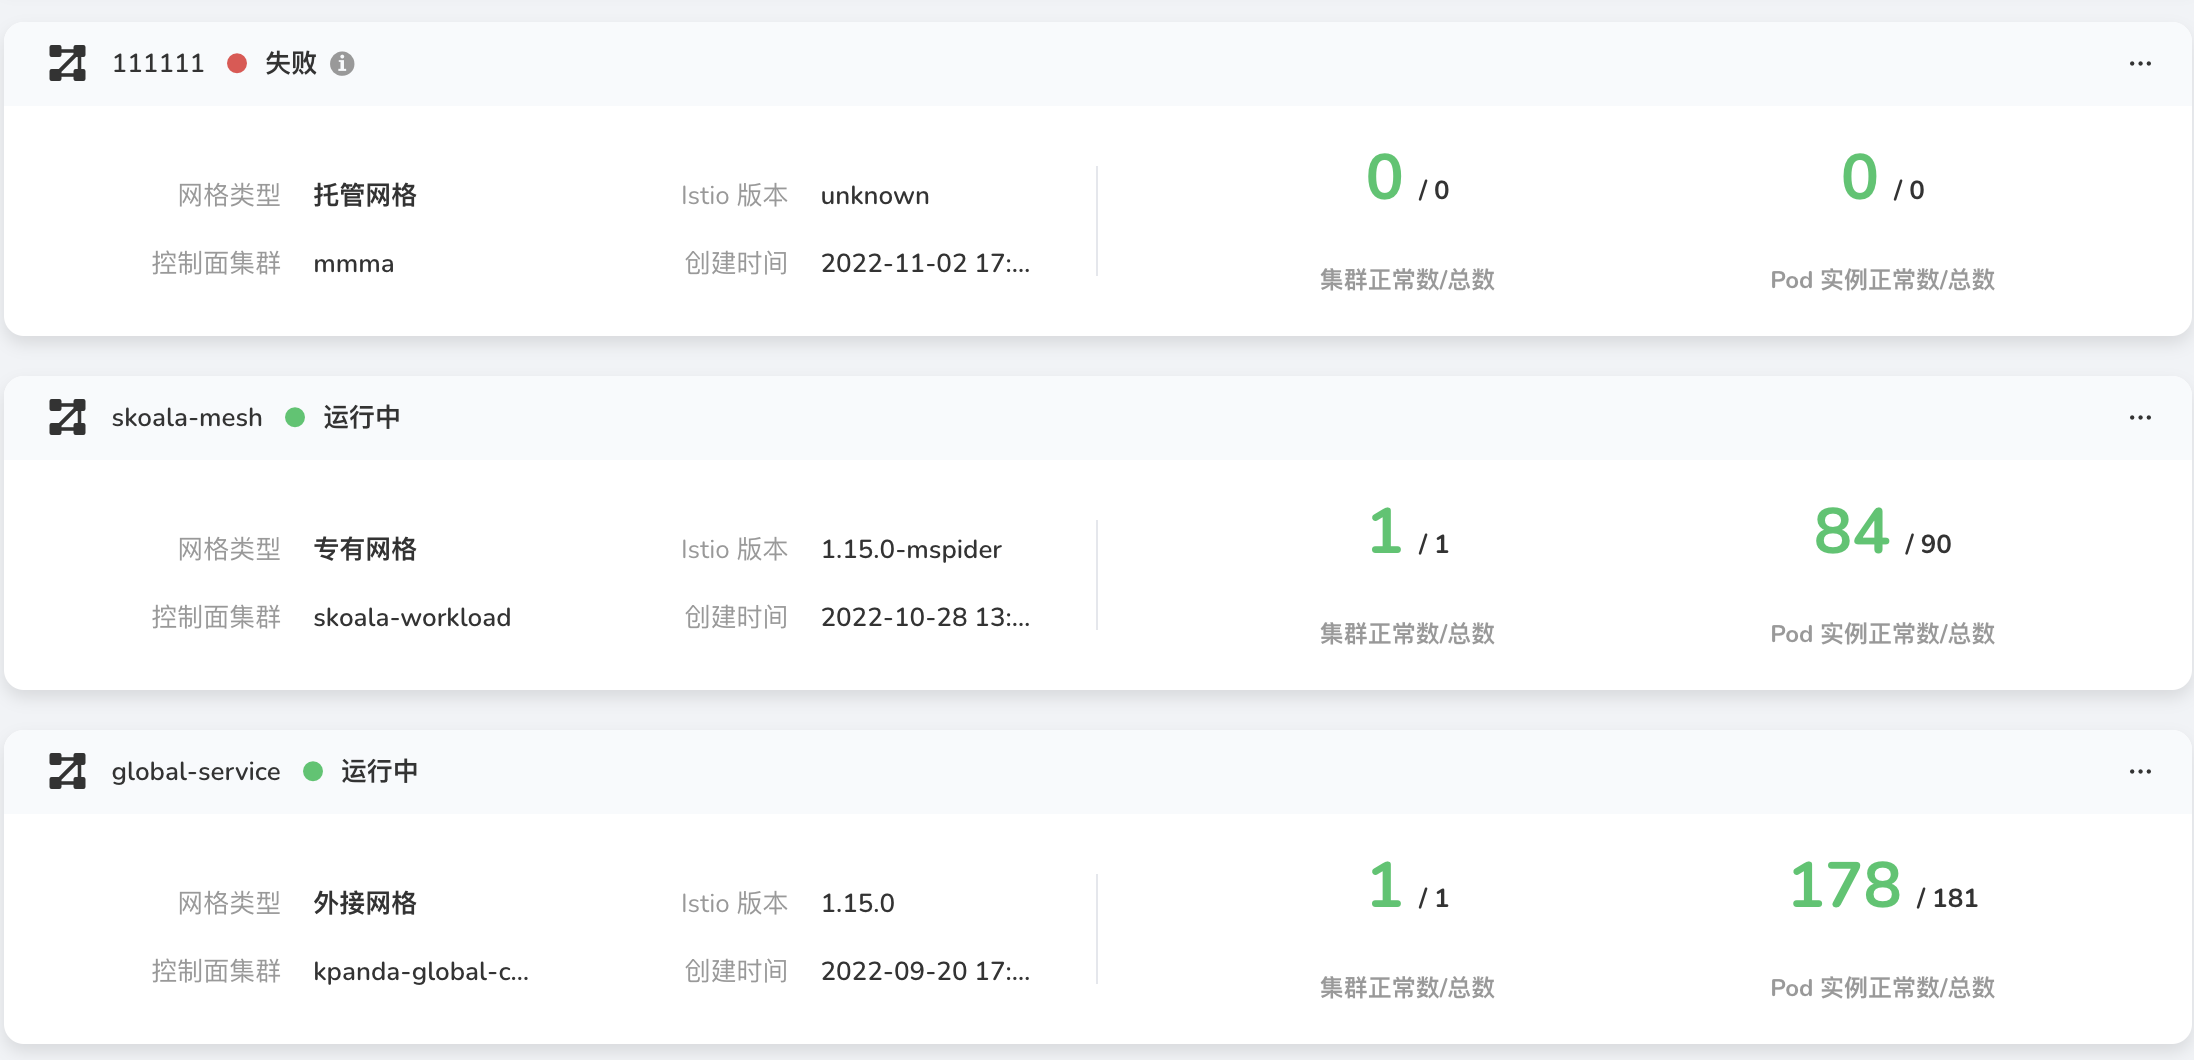 111111 失败
网格类型 托管网格 Istio 版本 unknown 0 / 0 0 / 0
控制面集群 mmma 创建时间 2022-11-02 17:... 集群正常数/总数 Pod 实例正常数/总数
skoala-mesh 运行中
网格类型 专有网格 Istio 版本 1.15.0-mspider 1 / 1 84 / 90
控制面集群 skoala-workload 创建时间 2022-10-28 13:... 集群正常数/总数 Pod 实例正常数/总数
global-service 运行中
网格类型 外接网格 Istio 版本 1.15.0 1 / 1 178 / 181
控制面集群 kpanda-global-c... 创建时间 2022-09-20 17:... 集群正常数/总数 Pod 实例正常数/总数